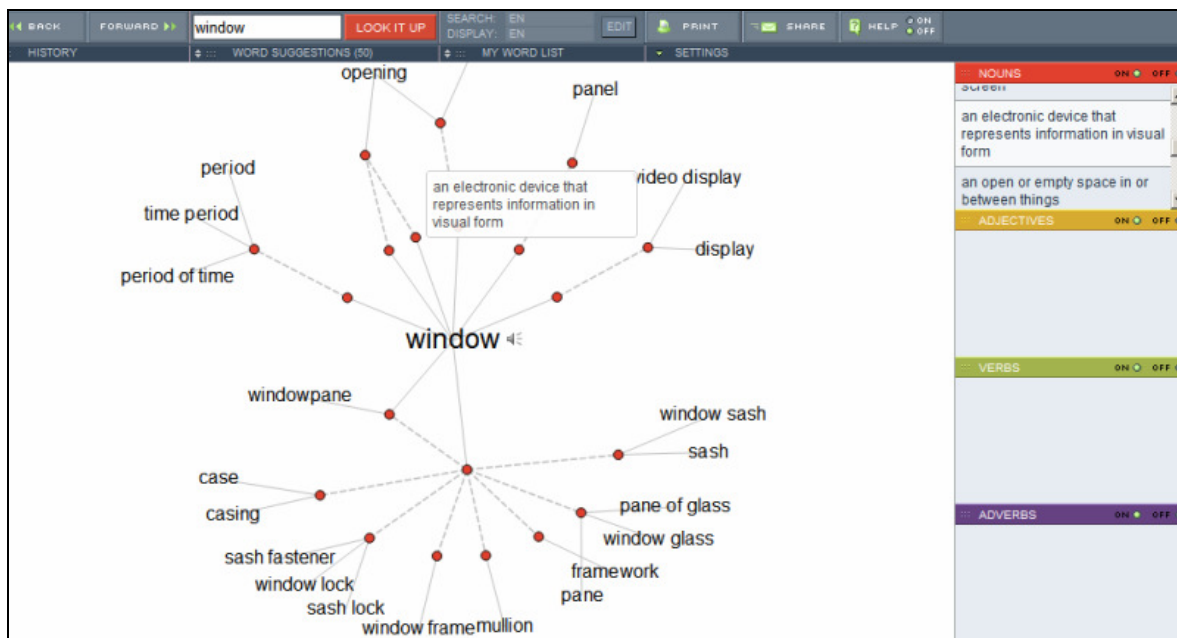 BACK
FORWARD
window
LOOK IT UP
SEARCH: EN
DISPLAY: EN
EDIT
PRINT
SHARE
HELP
ON
OFF
HISTORY
WORD SUGGESTIONS (50)
MY WORD LIST
SETTINGS
opening
panel
period
time period
period of time
an electronic device that
represents information in
visual form
video display
display
window
windowpane
window sash
sash
case
casing
pane of glass
window glass
sash fastener
window lock
sash lock
framework
pane
window frame
mullion
NOUNS ON OFF
screen
an electronic device that
represents information in visual
form
an open or empty space in or
between things
ADJECTIVES ON OFF
VERBS ON OFF
ADVERBS ON OFF